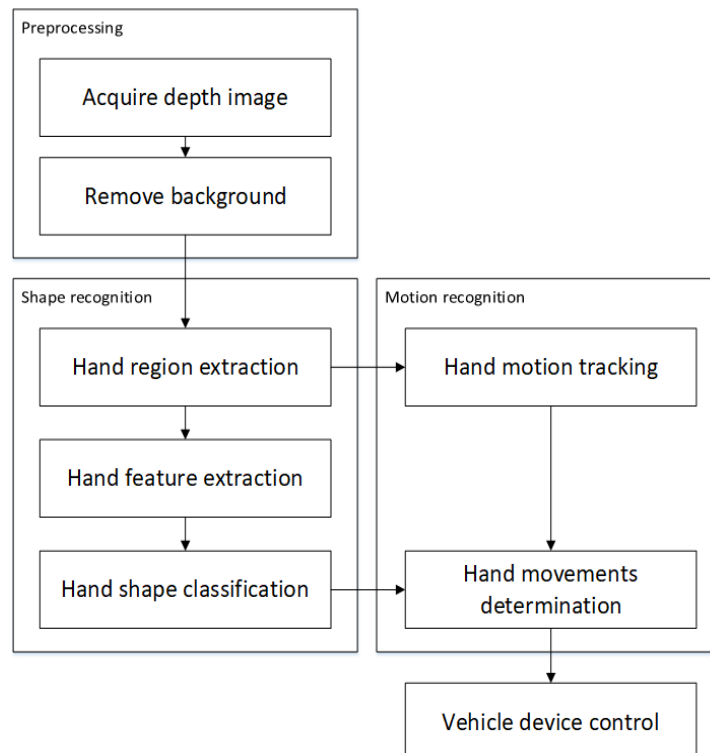 Preprocessing
Acquire depth image
Remove background
Shape recognition
Hand region extraction
Hand feature extraction
Hand shape classification
Motion recognition
Hand motion tracking
Hand movements
determination
Vehicle device control